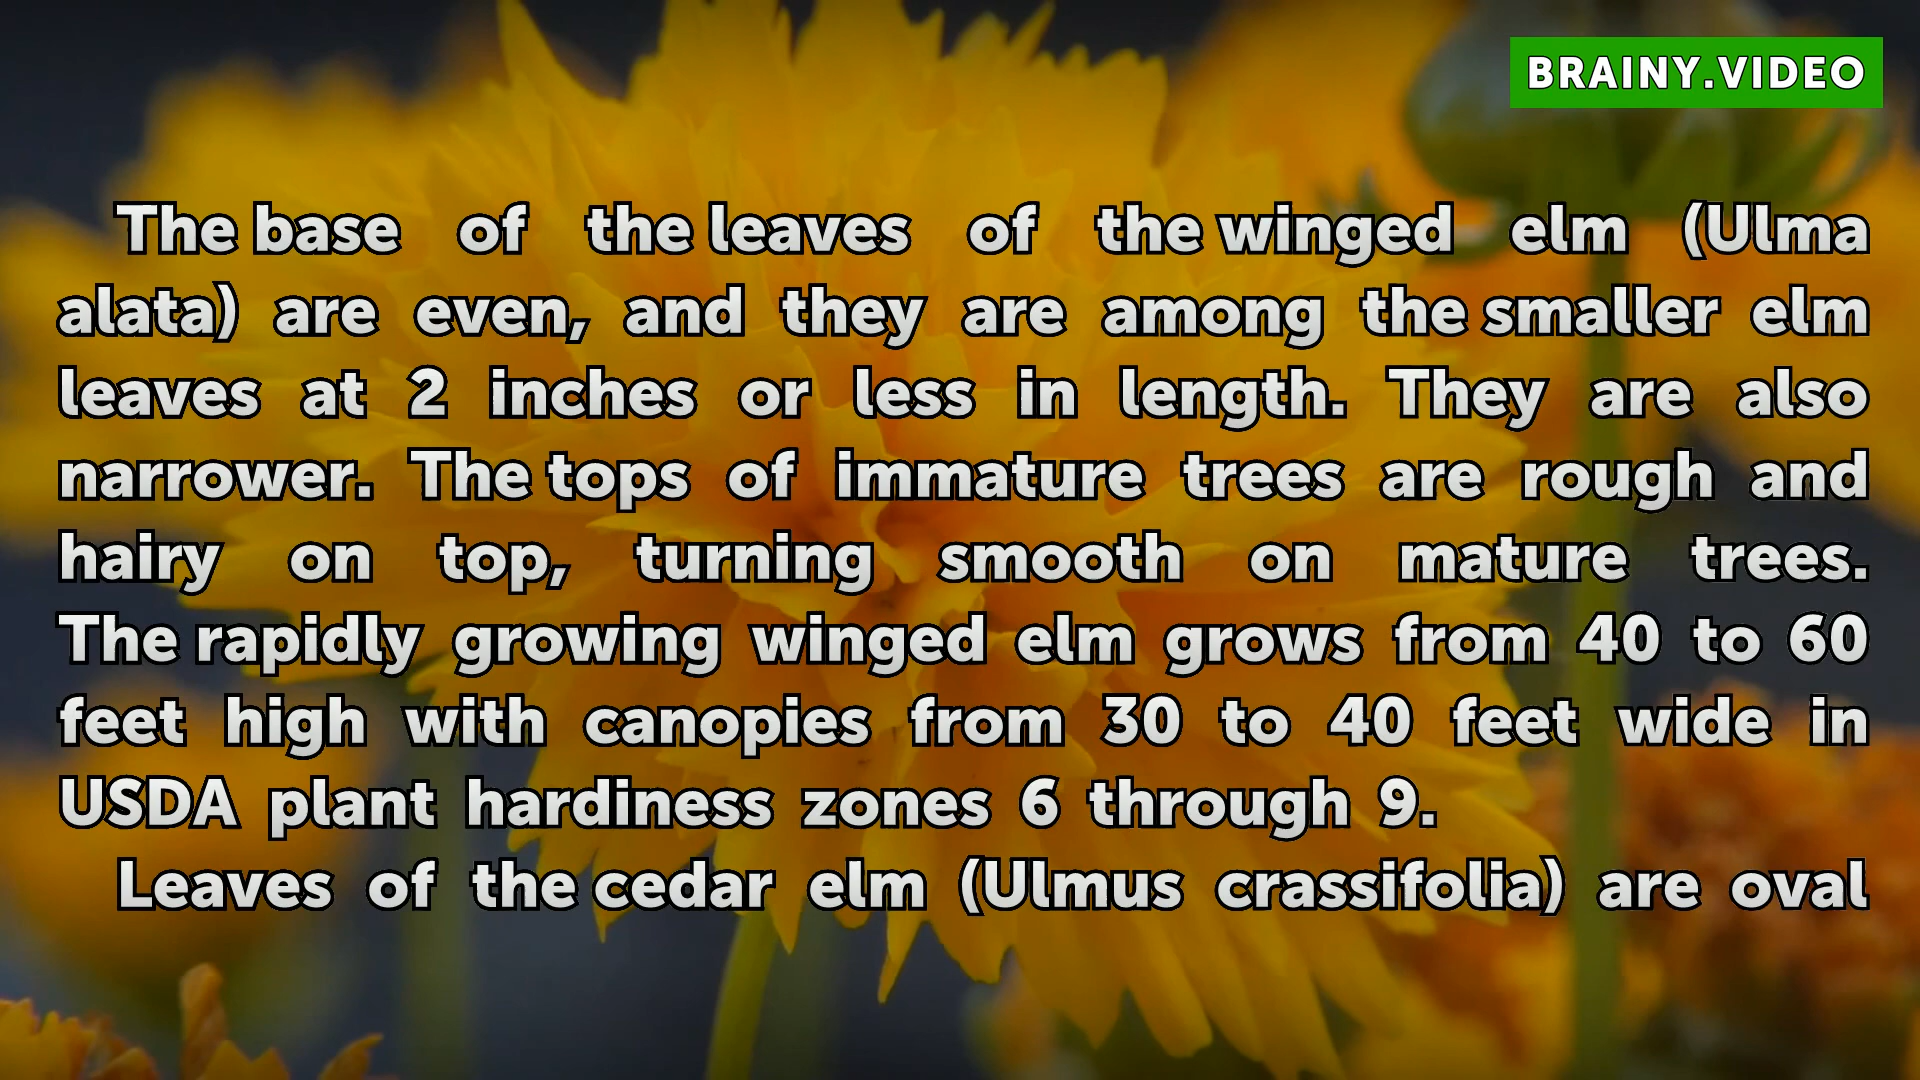 BRAINY.VIDEO
The base of the leaves of the winged elm (Ulma
alata) are even, and they are among the smaller elm
leaves at 2 inches or less in length. They are also
narrower. The tops of immature trees are rough and
hairy on top, turning smooth on mature trees.
The rapidly growing winged elm grows from 40 to 60
feet high with canopies from 30 to 40 feet wide in
USDA plant hardiness zones 6 through 9.
Leaves of the cedar elm (Ulmus crassifolia) are oval